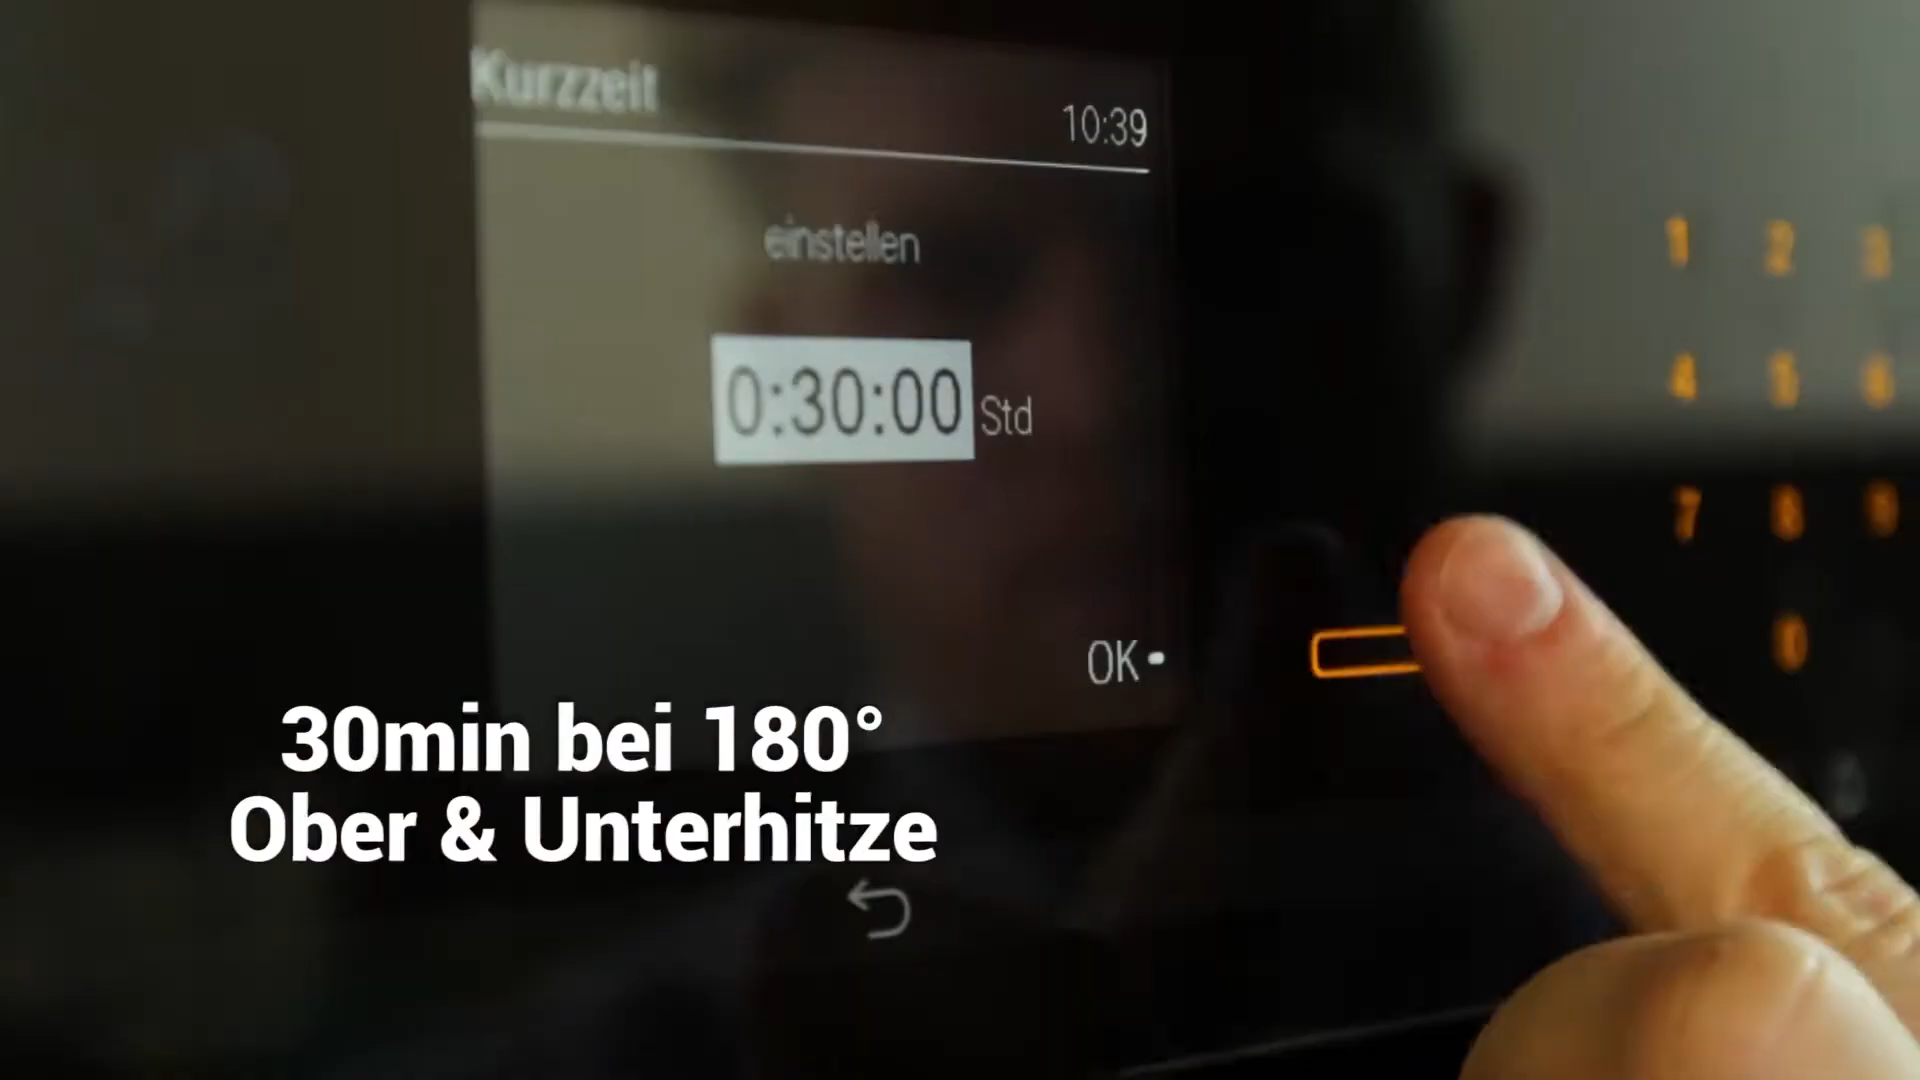 Kurzzeit
10:39
einstellen
0:30:00 Std
OK
1 2 3
4 5 6
7 8 9
0
30min bei 180°
Ober & Unterhitze